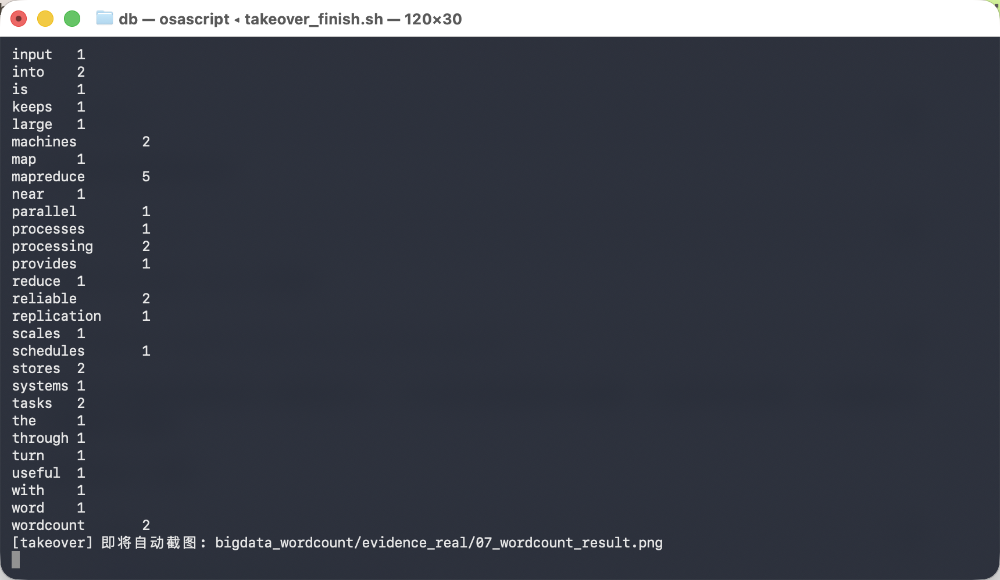 db — osascript ◂ takeover_finish.sh — 120×30
input 1
into 2
is 1
keeps 1
large 1
machines 2
map 1
mapreduce 5
near 1
parallel 1
processes 1
processing 2
provides 1
reduce 1
reliable 2
replication 1
scales 1
schedules 1
stores 2
systems 1
tasks 2
the 1
through 1
turn 1
useful 1
with 1
word 1
wordcount 2
[takeover] 即将自动截图: bigdata_wordcount/evidence_real/07_wordcount_result.png